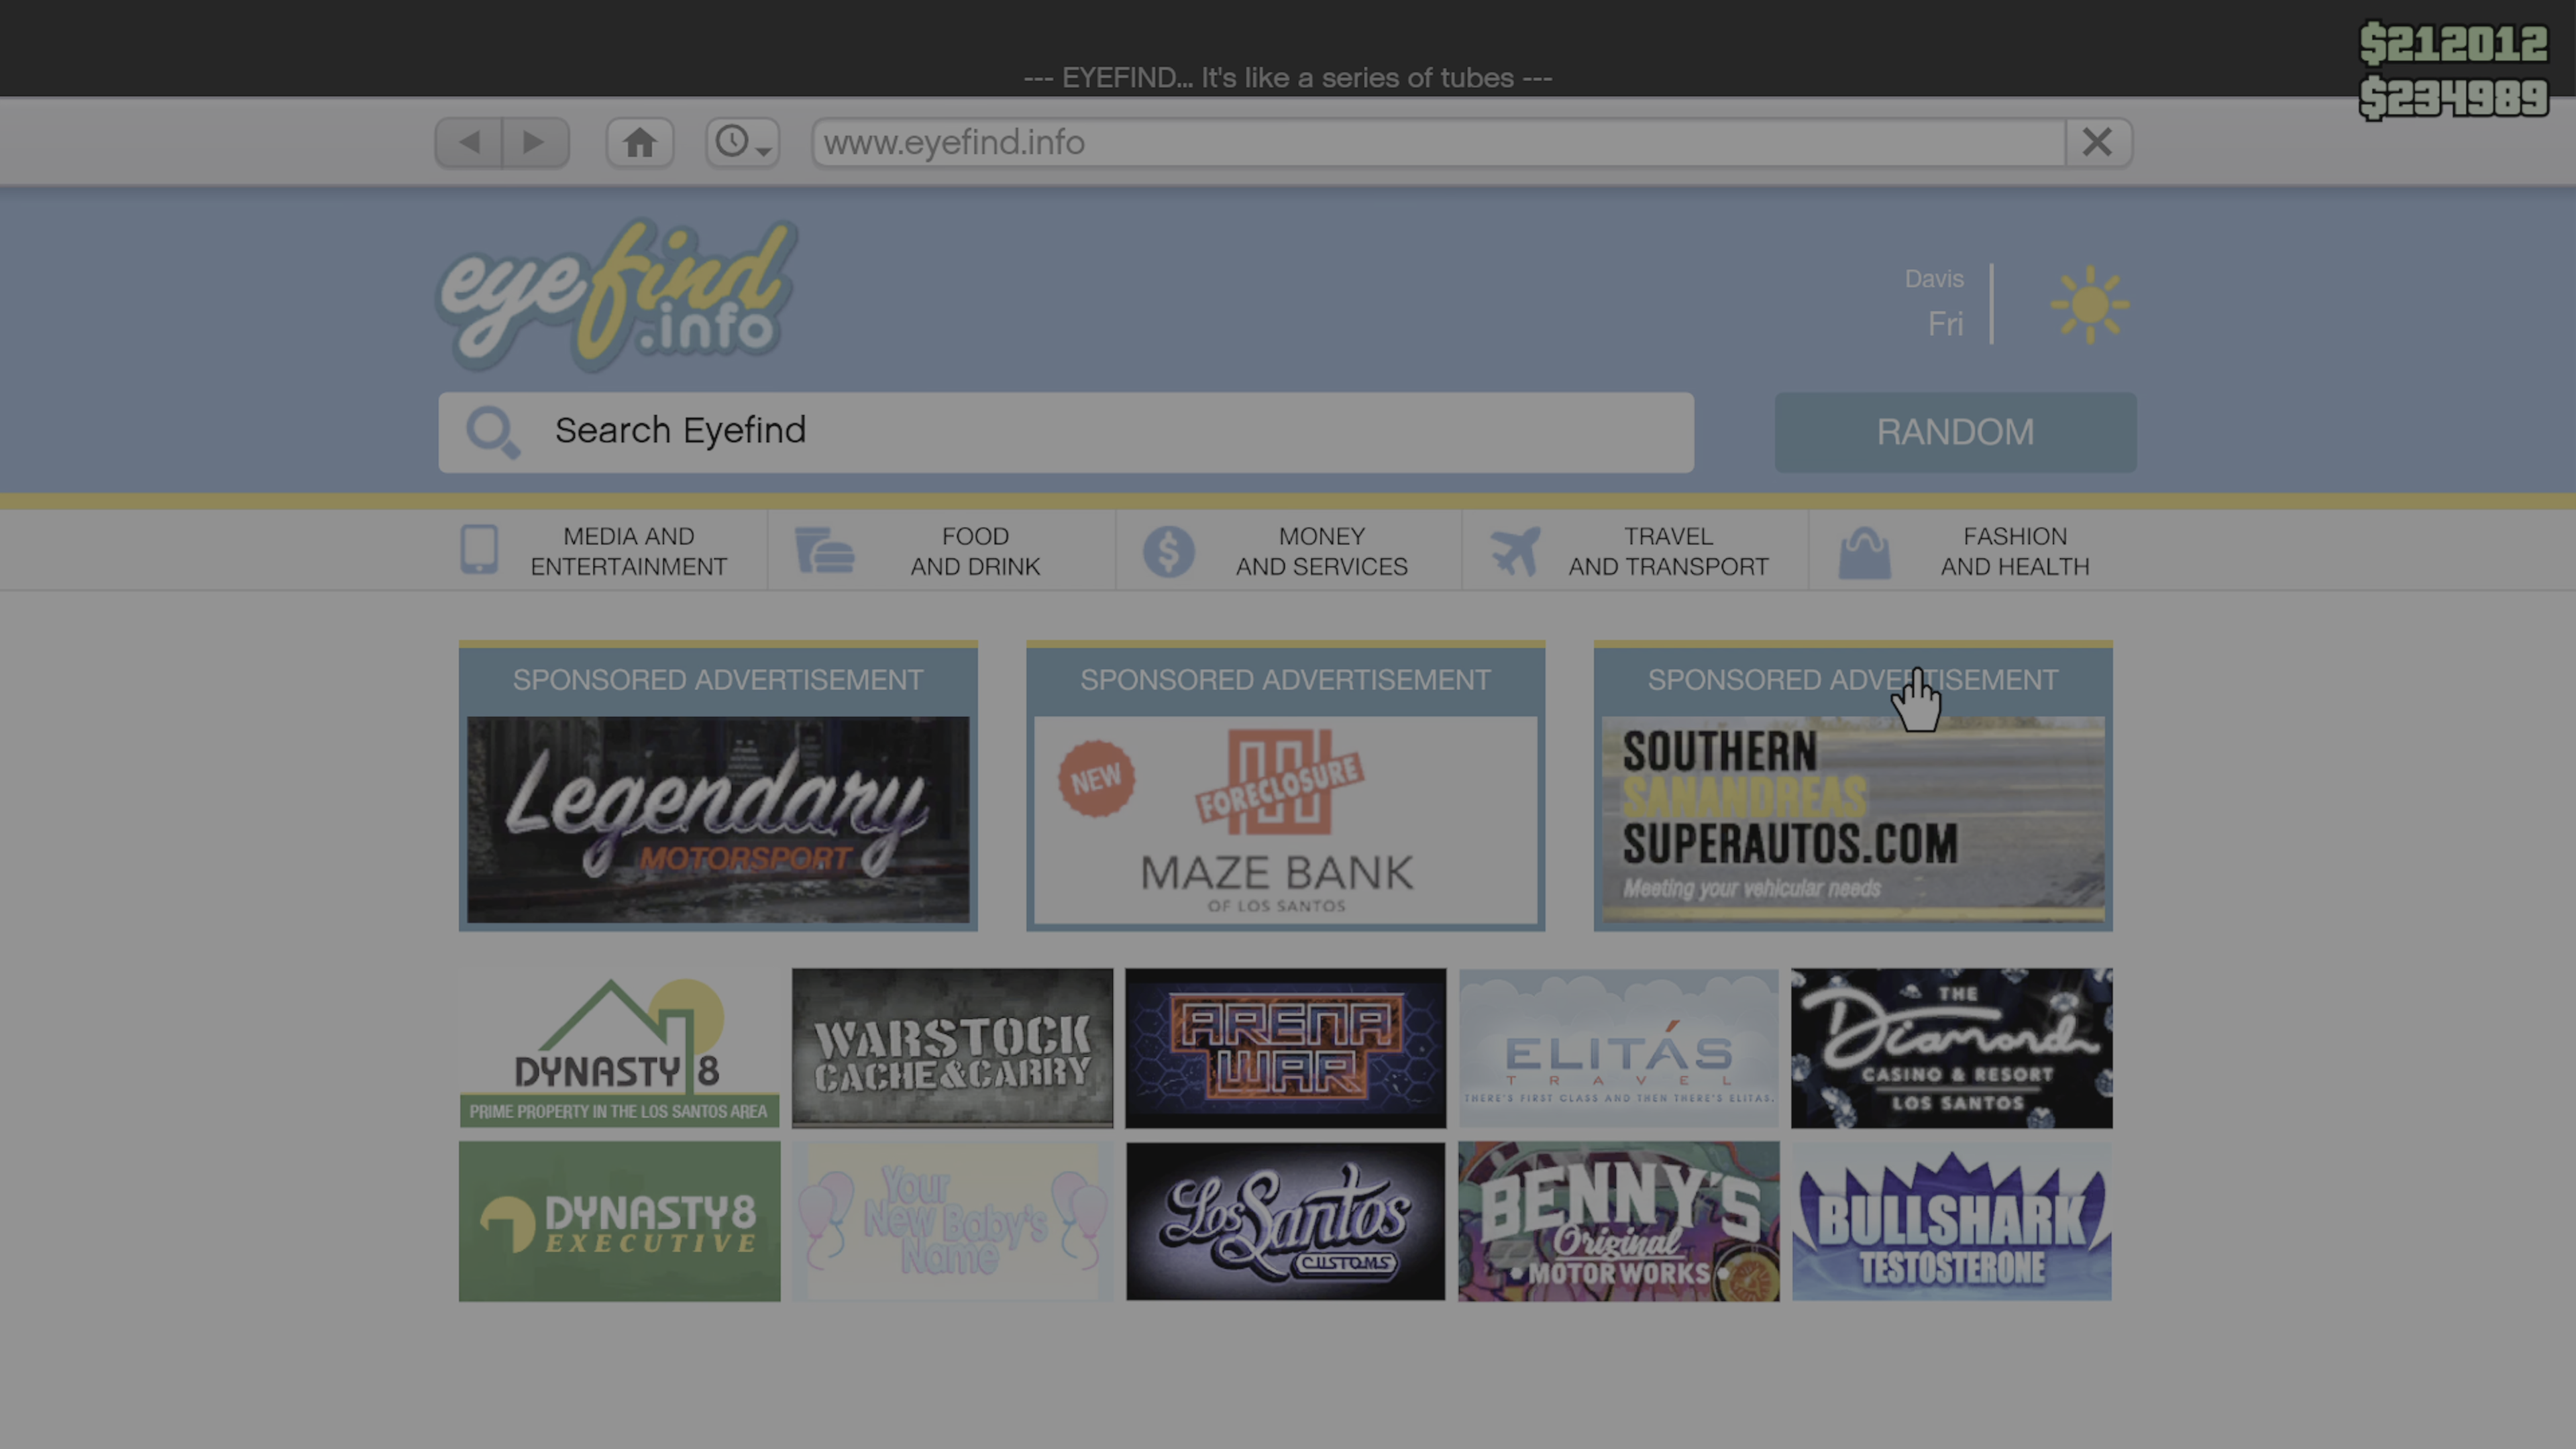 $212012
--- EYEFIND... It's like a series of tubes ---
$234989
www.eyefind.info
eyefind
.info
Davis
Fri
Search Eyefind
RANDOM
MEDIA AND
ENTERTAINMENT
FOOD
AND DRINK
MONEY
AND SERVICES
TRAVEL
AND TRANSPORT
FASHION
AND HEALTH
SPONSORED ADVERTISEMENT
Legendary
MOTORSPORT
SPONSORED ADVERTISEMENT
NEW
FORECLOSURE
MAZE BANK
OF LOS SANTOS
SPONSORED ADVERTISEMENT
SOUTHERN
SANANDREAS
SUPERAUTOS.COM
Meeting your vehicular needs
DYNASTY 8
PRIME PROPERTY IN THE LOS SANTOS AREA
WARSTOCK
CACHE&CARRY
ARENA
WAR
ELITÁS
TRAVEL
THERE'S FIRST CLASS AND THEN THERE'S ELITAS.
THE
Diamond
CASINO & RESORT
LOS SANTOS
DYNASTY8
EXECUTIVE
Your
New Baby's
Name
Los Santos
CUSTOMS
BENNY'S
Original
MOTOR WORKS
BULLSHARK
TESTOSTERONE